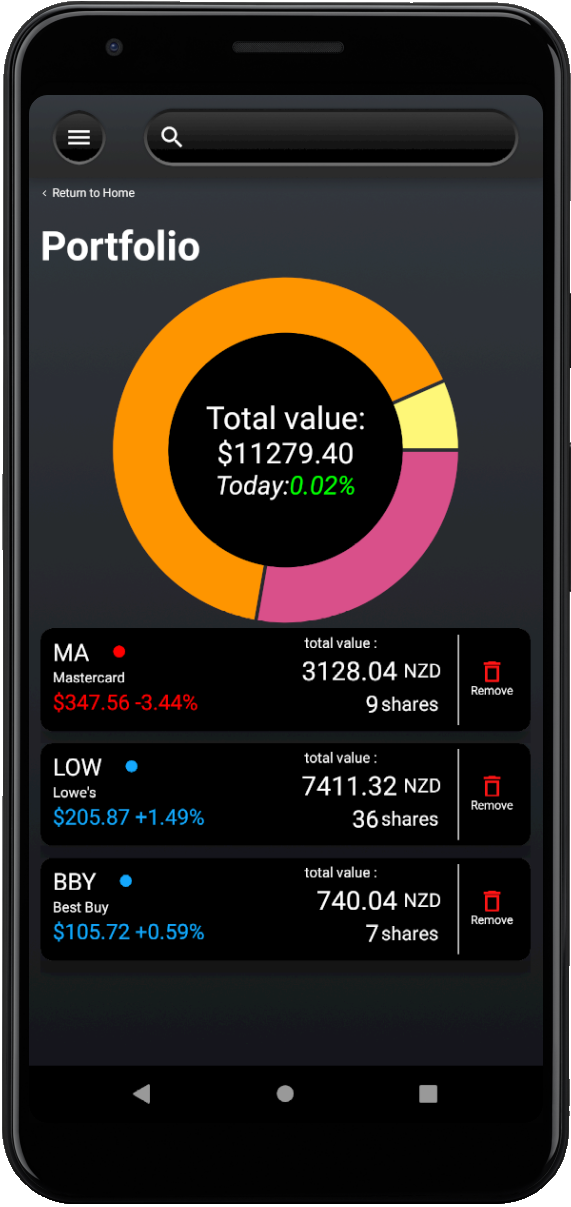 ‹ Return to Home
Portfolio
Total value:
$11279.40
Today:0.02%
MA
Mastercard
$347.56 -3.44%
total value :
3128.04 NZD
9 shares
Remove
LOW
Lowe's
$205.87 +1.49%
total value :
7411.32 NZD
36 shares
Remove
BBY
Best Buy
$105.72 +0.59%
total value :
740.04 NZD
7 shares
Remove